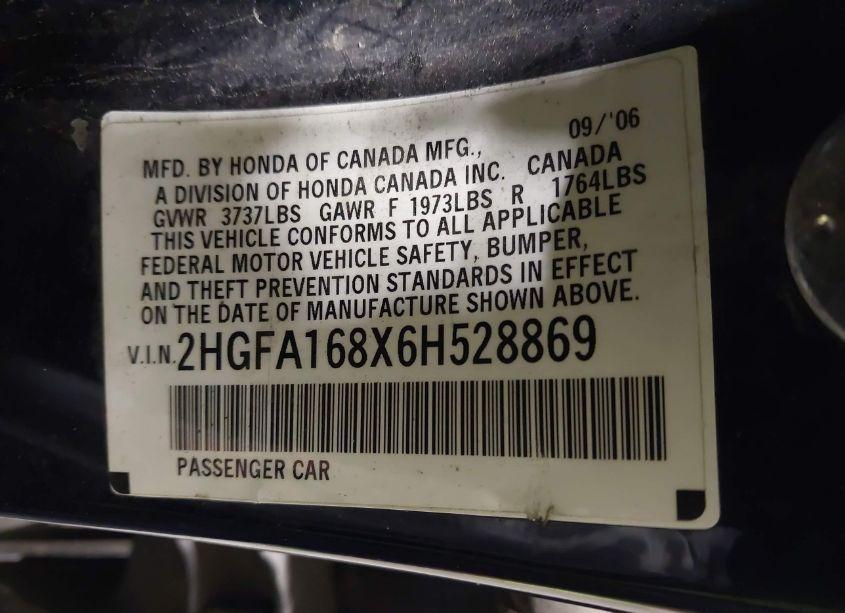 09/'06
MFD. BY HONDA OF CANADA MFG.,
A DIVISION OF HONDA CANADA INC. CANADA
GVWR 3737LBS GAWR F 1973LBS R 1764LBS
THIS VEHICLE CONFORMS TO ALL APPLICABLE
FEDERAL MOTOR VEHICLE SAFETY, BUMPER,
AND THEFT PREVENTION STANDARDS IN EFFECT
ON THE DATE OF MANUFACTURE SHOWN ABOVE.
V.I.N. 2HGFA168X6H528869
PASSENGER CAR